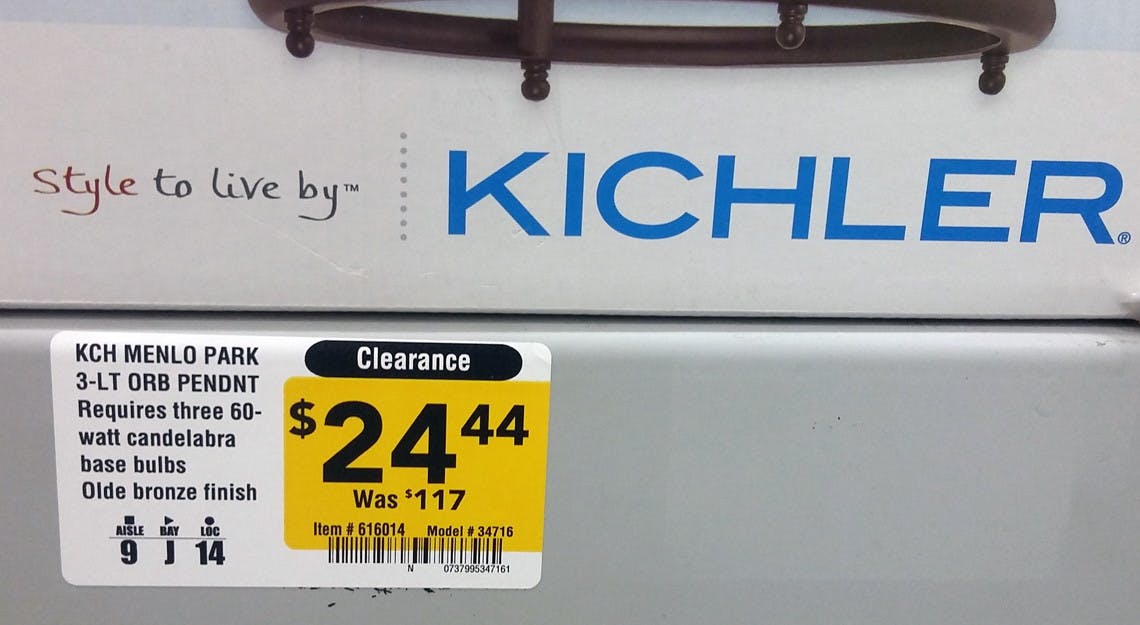 Style to live by™
KICHLER®
KCH MENLO PARK
3-LT ORB PENDNT
Requires three 60-
watt candelabra
base bulbs
Olde bronze finish
AISLE BAY LOC
9 J 14
Clearance
$24 44
Was $117
Item # 616014 Model # 34716
N 0737995347161